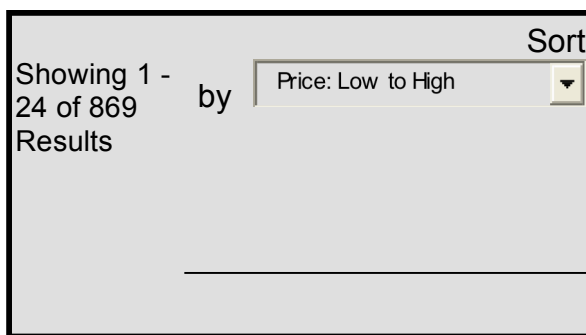 Sort
Showing 1 -
24 of 869
Results
by
Price: Low to High